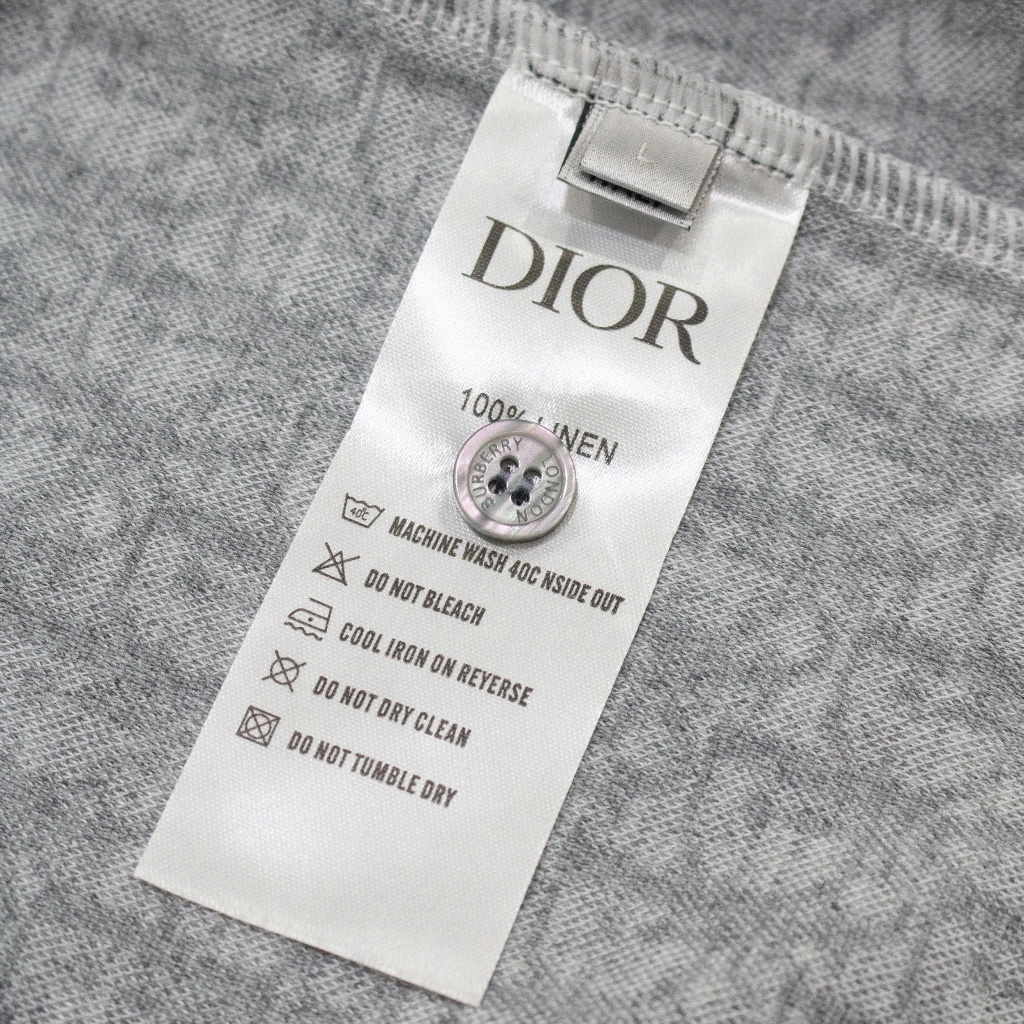 L
DIOR
100% LINEN
BURBERRY LONDON
40C
MACHINE WASH 40C NSIDE OUT
DO NOT BLEACH
COOL IRON ON REYERSE
DO NOT DRY CLEAN
DO NOT TUMBLE DRY